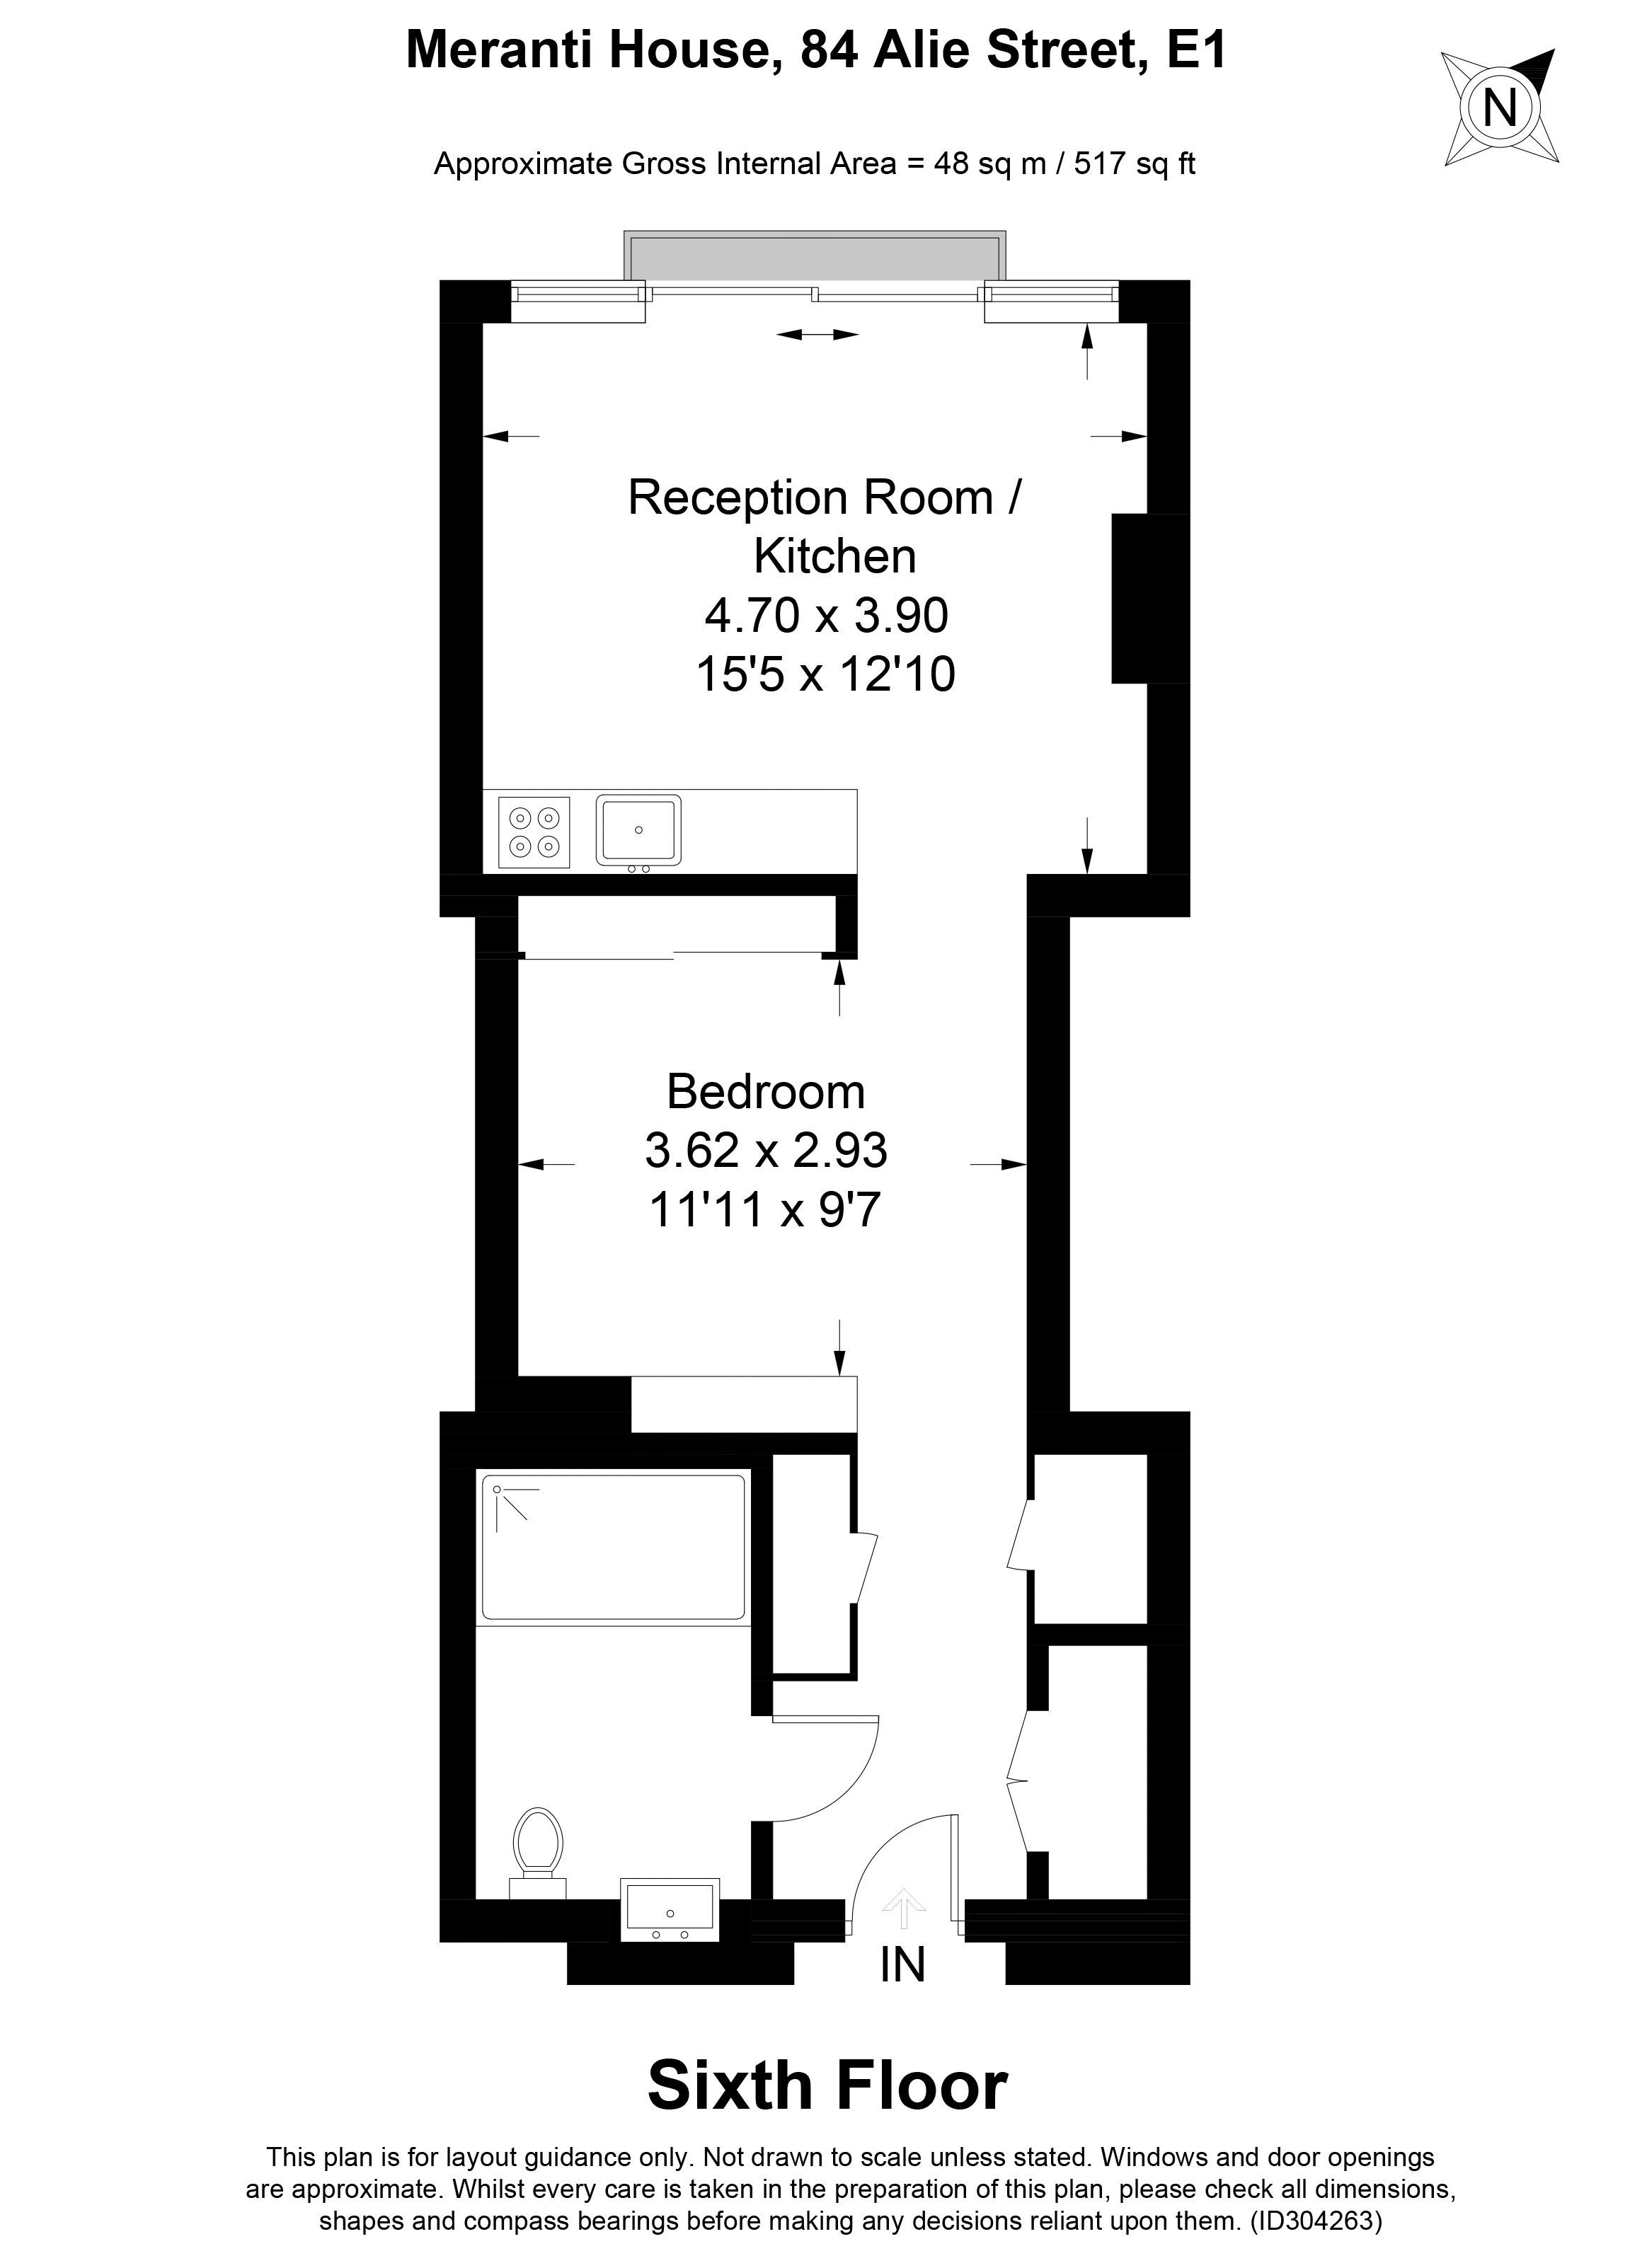 Meranti House, 84 Alie Street, E1
N
Approximate Gross Internal Area = 48 sq m / 517 sq ft
Reception Room /
Kitchen
4.70 x 3.90
15'5 x 12'10
Bedroom
3.62 x 2.93
11'11 x 9'7
IN
Sixth Floor
This plan is for layout guidance only. Not drawn to scale unless stated. Windows and door openings
are approximate. Whilst every care is taken in the preparation of this plan, please check all dimensions,
shapes and compass bearings before making any decisions reliant upon them. (ID304263)